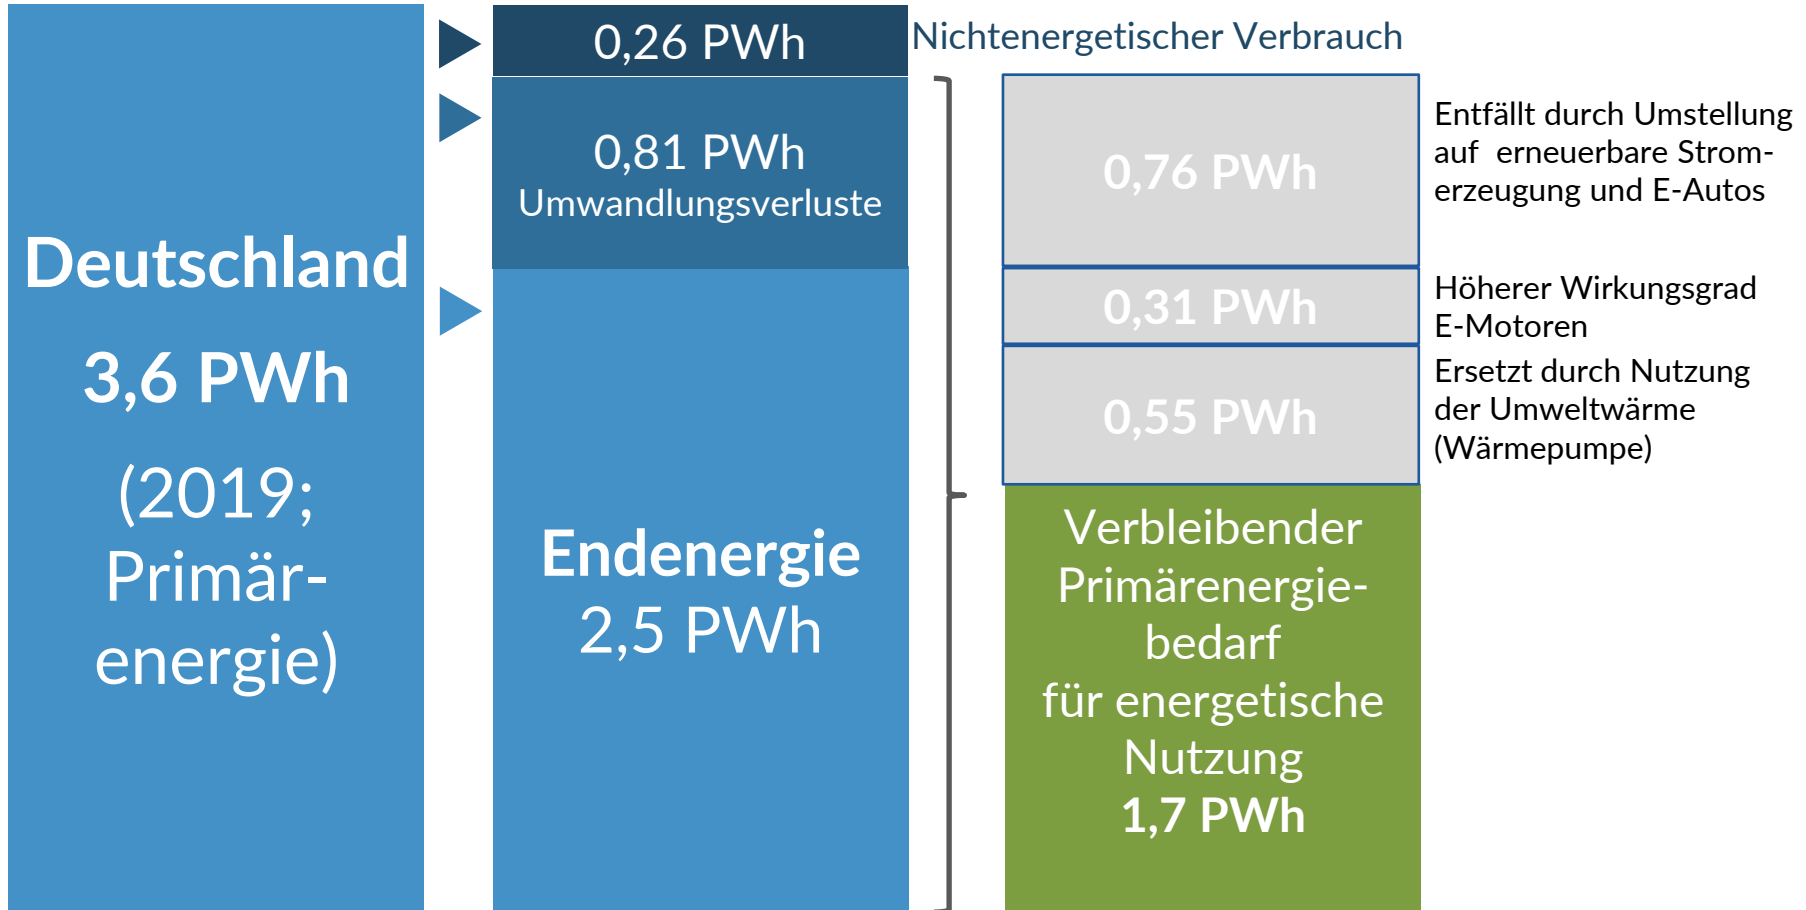 Deutschland
3,6 PWh
(2019;
Primär-
energie)
0,26 PWh
Nichtenergetischer Verbrauch
0,81 PWh
Umwandlungsverluste
Endenergie
2,5 PWh
0,76 PWh
Entfällt durch Umstellung
auf erneuerbare Strom-
erzeugung und E-Autos
0,31 PWh
Höherer Wirkungsgrad
E-Motoren
0,55 PWh
Ersetzt durch Nutzung
der Umweltwärme
(Wärmepumpe)
Verbleibender
Primärenergie-
bedarf
für energetische
Nutzung
1,7 PWh